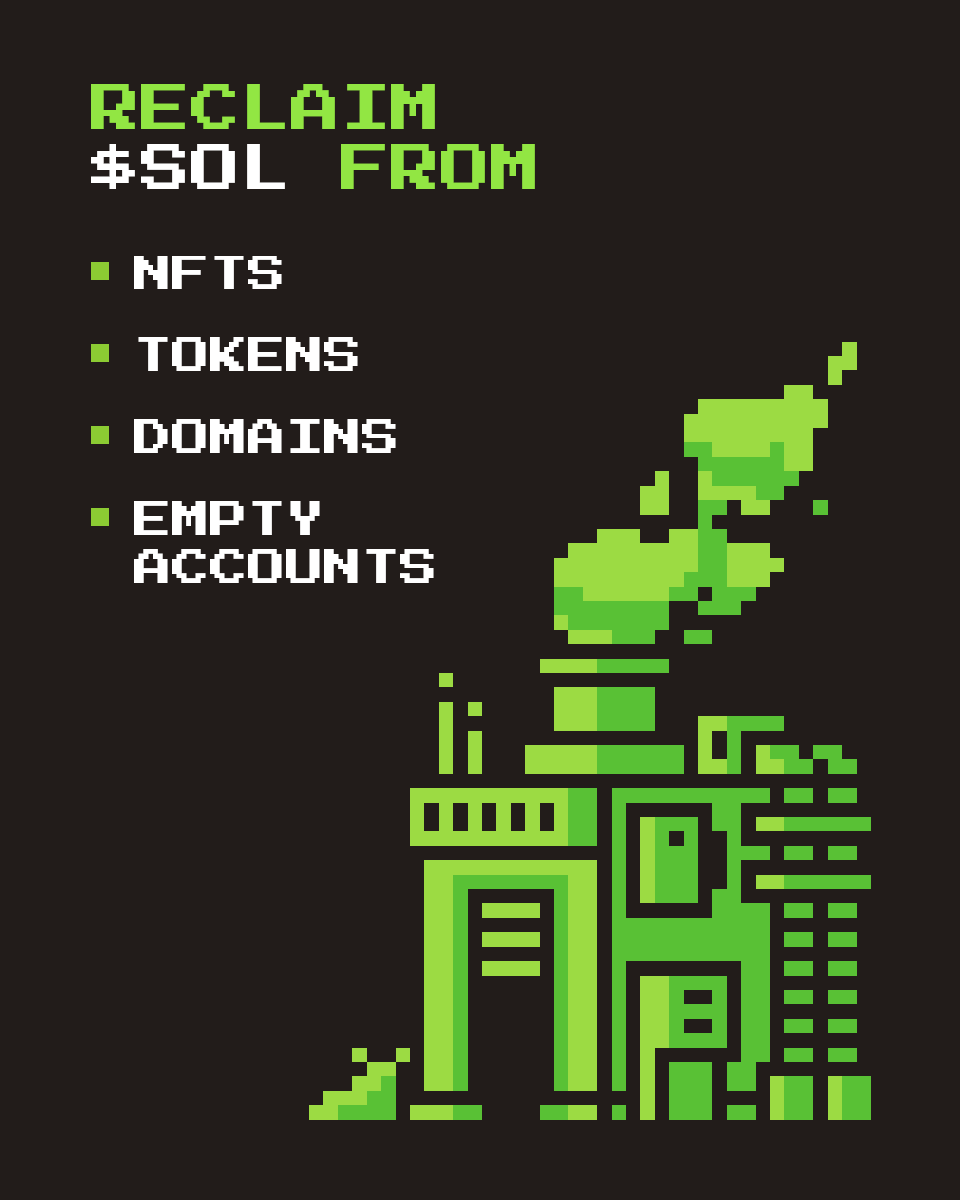 RECLAIM
$SOL FROM
NFTS
TOKENS
DOMAINS
EMPTY
ACCOUNTS